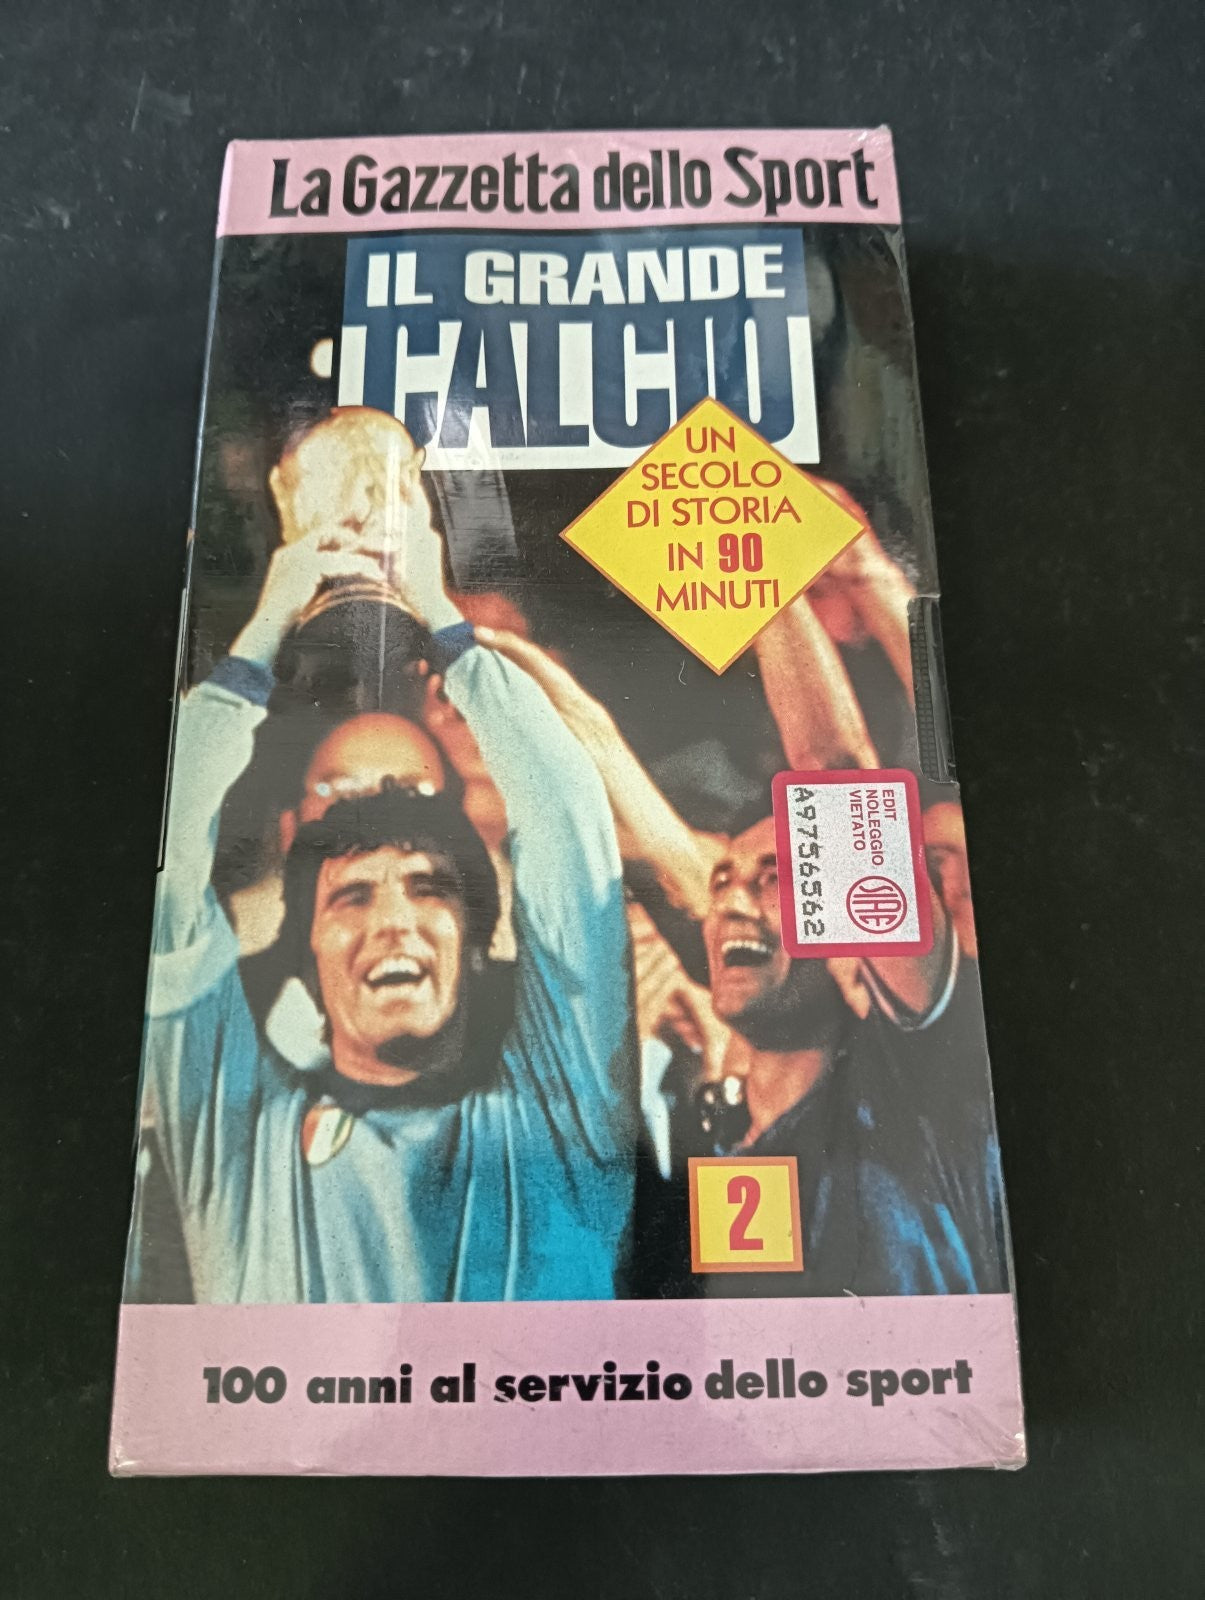 La Gazzetta dello Sport
IL GRANDE
CALCIO
UN
SECOLO
DI STORIA
IN 90
MINUTI
EDIT
NOLEGGIO
VIETATO
SIAE
A9756562
2
100 anni al servizio dello sport